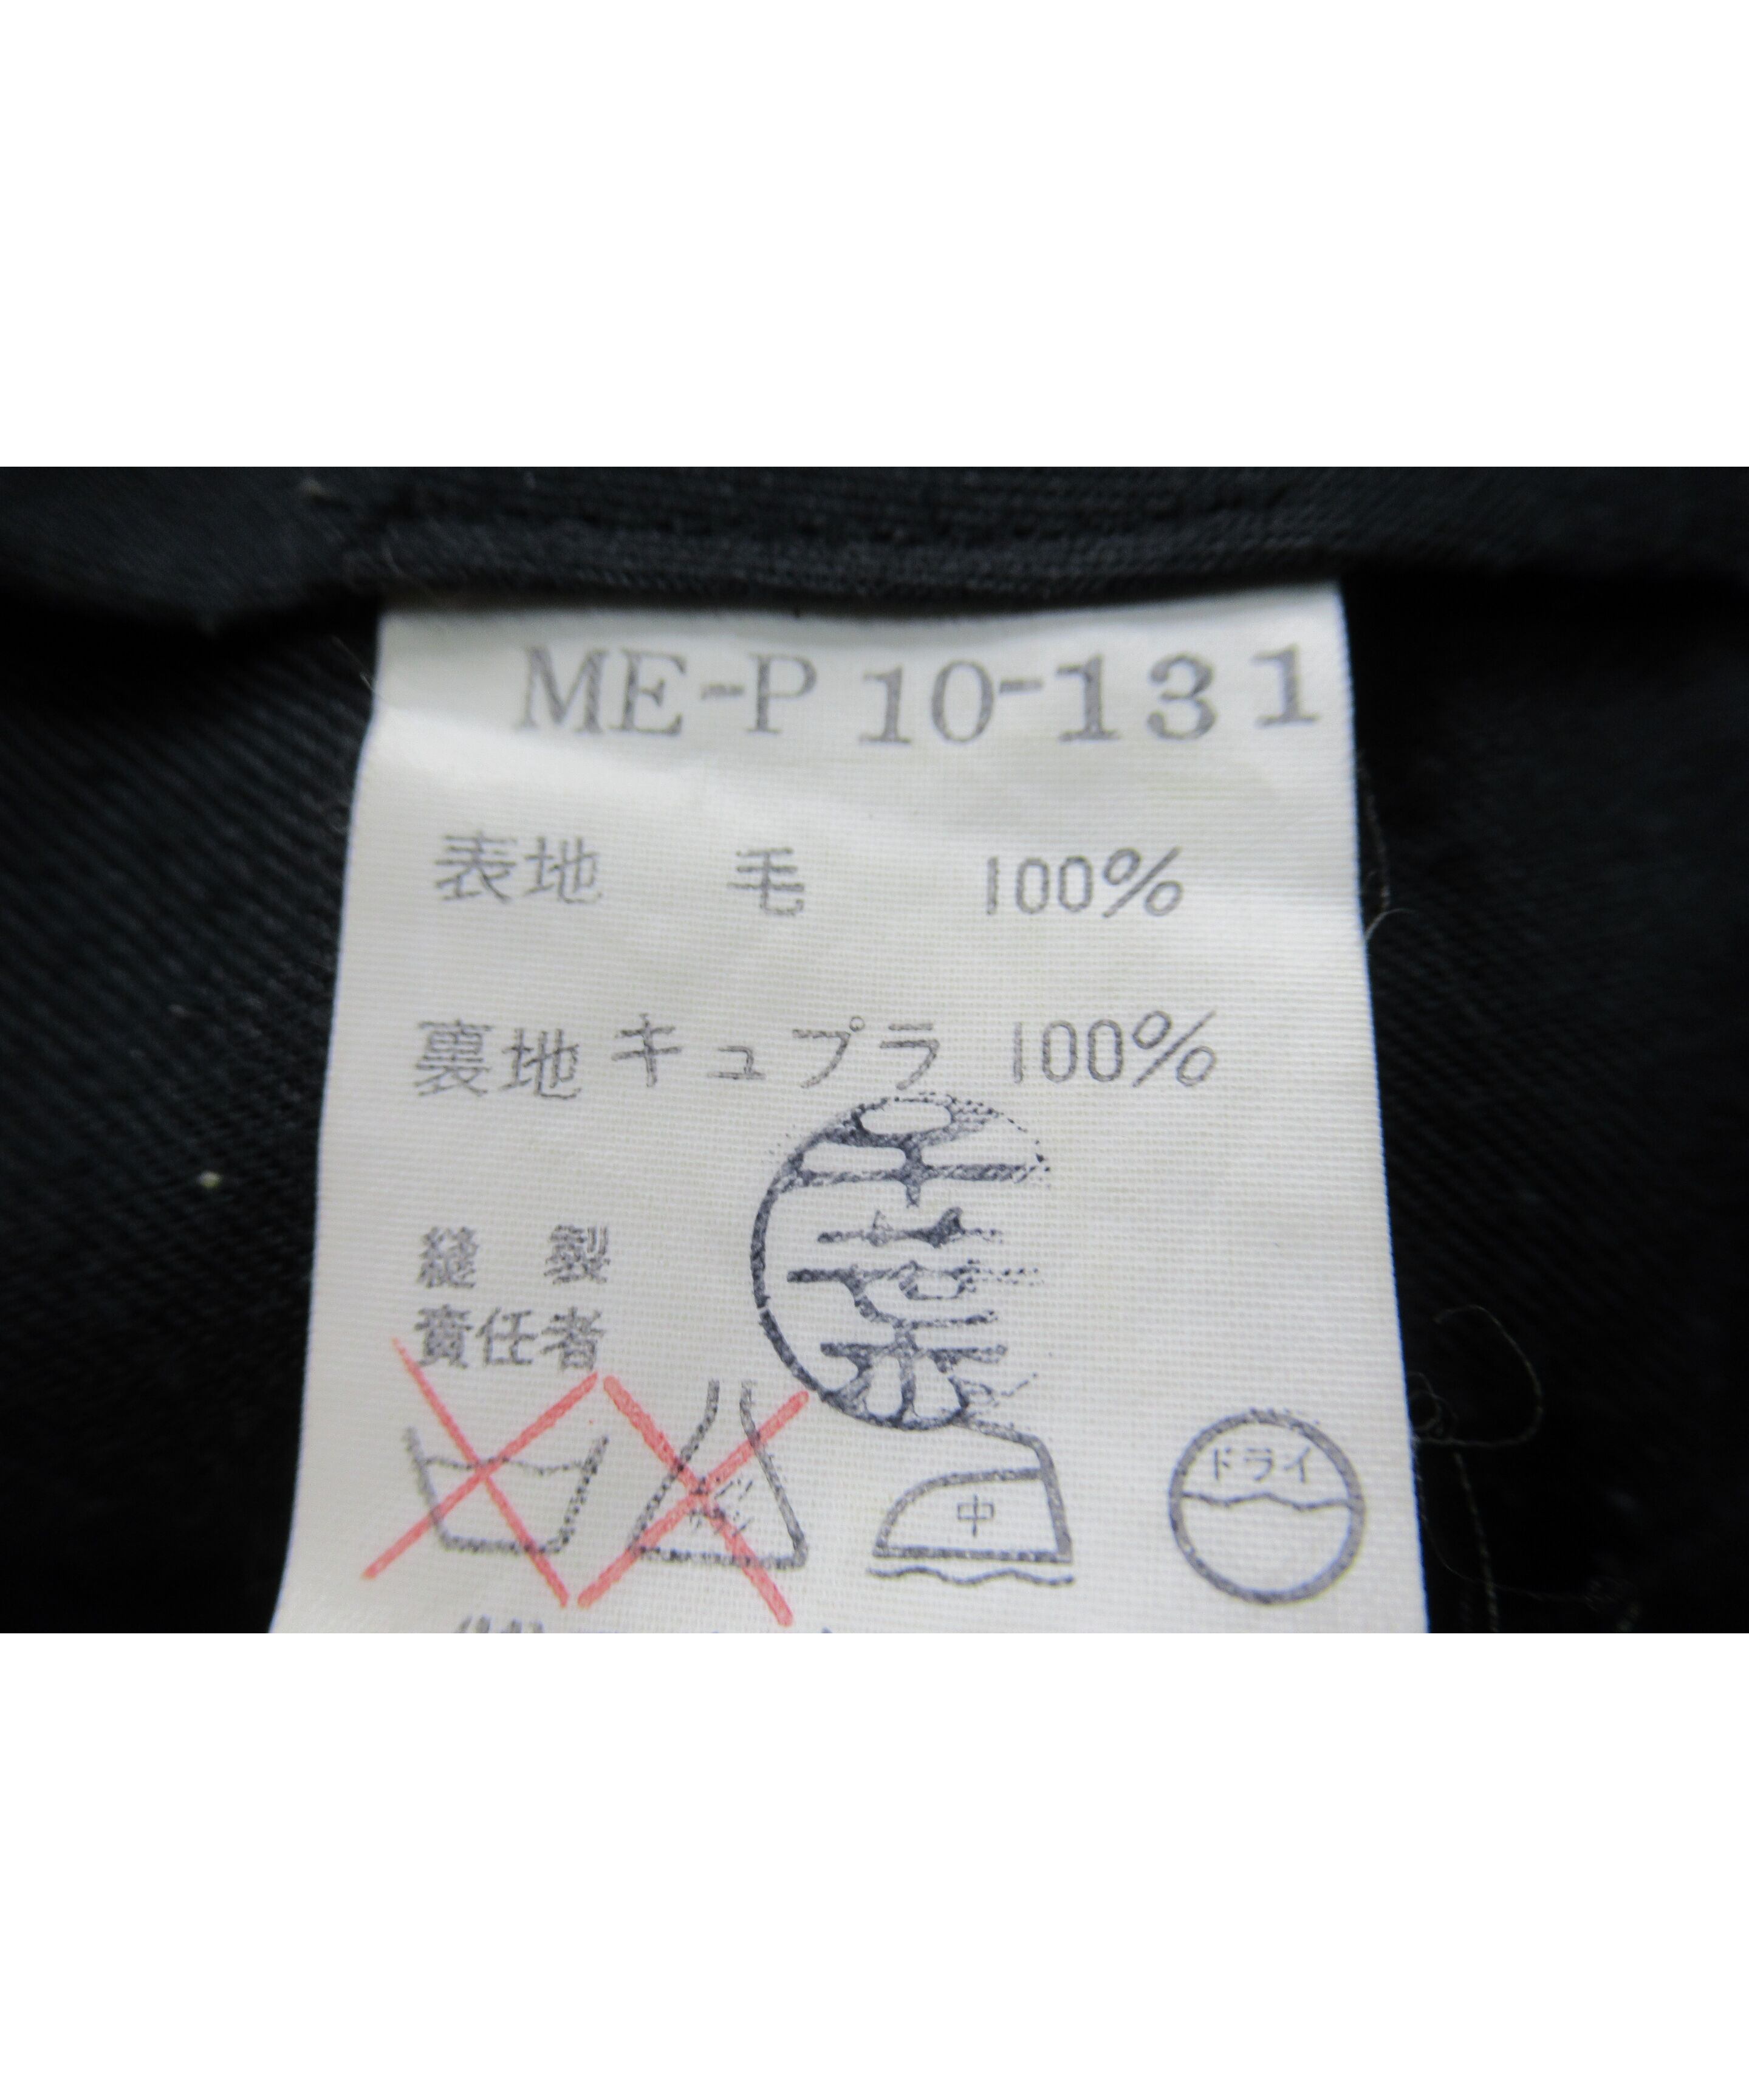 ME-P 10-131
表地 毛 100%
裏地 キュプラ 100%
縫製
責任者
中
ドライ